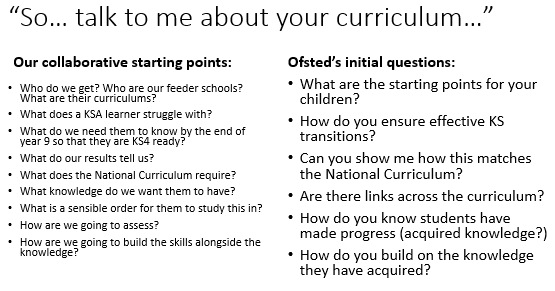 “So... talk to me about your curriculum...”
Our collaborative starting points:
• Who do we get? Who are our feeder schools?
What are their curriculums?
• What does a KSA learner struggle with?
• What do we need them to know by the end of
year 9 so that they are KS4 ready?
• What do our results tell us?
• What does the National Curriculum require?
• What knowledge do we want them to have?
• What is a sensible order for them to study this in?
• How are we going to assess?
• How are we going to build the skills alongside the
knowledge?
Ofsted’s initial questions:
• What are the starting points for your
children?
• How do you ensure effective KS
transitions?
• Can you show me how this matches
the National Curriculum?
• Are there links across the curriculum?
• How do you know students have
made progress (acquired knowledge?)
• How do you build on the knowledge
they have acquired?